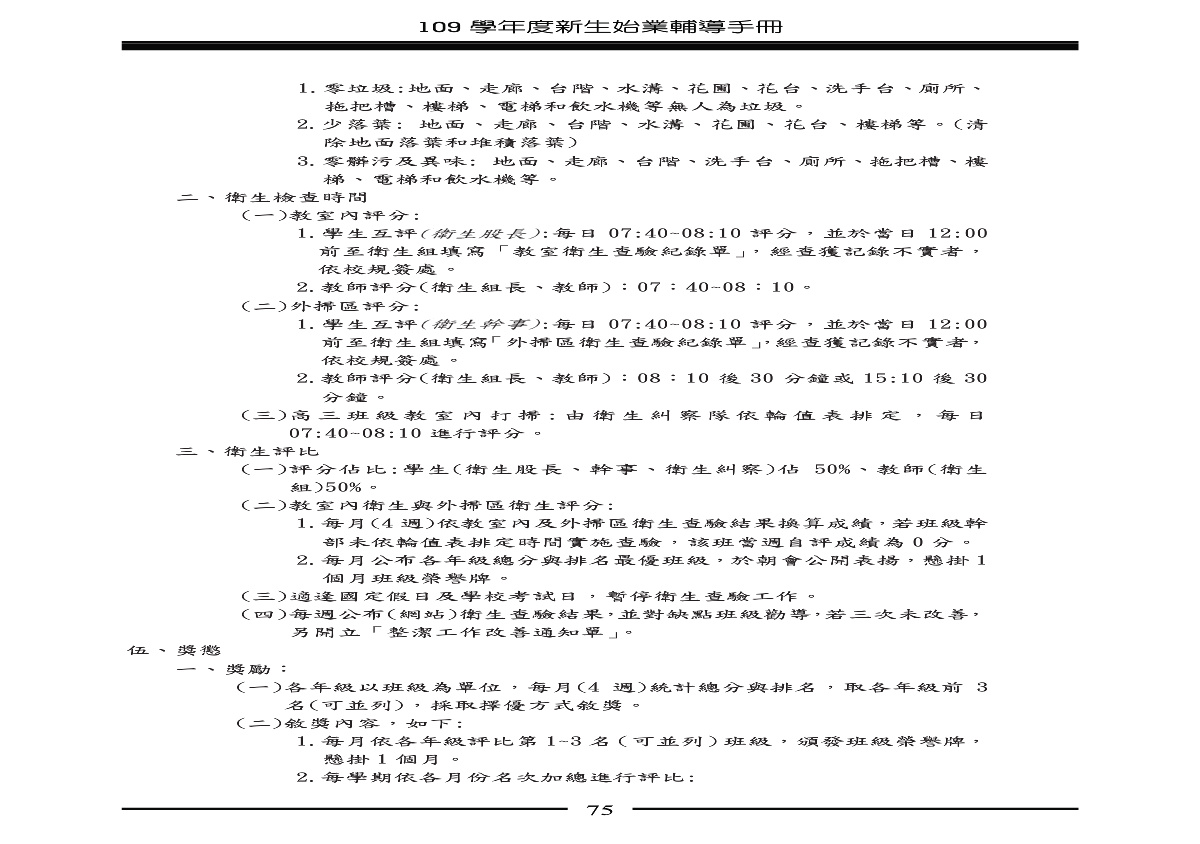 109 學年度新生始業輔導手冊
1. 零垃圾:地面、走廊、台階、水溝、花圃、花台、洗手台、廁所、
拖把槽、樓梯、電梯和飲水機等無人為垃圾。
2. 少落葉: 地面、走廊、台階、水溝、花圃、花台、樓梯等。(清
除地面落葉和堆積落葉)
3. 零髒污及異味: 地面、走廊、台階、洗手台、廁所、拖把槽、樓
梯、電梯和飲水機等。
二、衛生檢查時間
(一)教室內評分:
1. 學生互評(衛生股長):每日 07:40~08:10 評分,並於當日 12:00
前至衛生組填寫「教室衛生查驗紀錄單」,經查獲記錄不實者,
依校規簽處。
2. 教師評分(衛生組長、教師):07:40~08:10。
(二)外掃區評分:
1. 學生互評(衛生幹事):每日 07:40~08:10 評分,並於當日 12:00
前至衛生組填寫「外掃區衛生查驗紀錄單」,經查獲記錄不實者,
依校規簽處。
2. 教師評分(衛生組長、教師):08:10 後 30 分鐘或 15:10 後 30
分鐘。
(三)高三班級教室內打掃:由衛生糾察隊依輪值表排定,每日
07:40~08:10 進行評分。
三、衛生評比
(一)評分佔比:學生(衛生股長、幹事、衛生糾察)佔 50%、教師(衛生
組)50%。
(二)教室內衛生與外掃區衛生評分:
1. 每月(4 週)依教室內及外掃區衛生查驗結果換算成績,若班級幹
部未依輪值表排定時間實施查驗,該班當週自評成績為 0 分。
2. 每月公布各年級總分與排名最優班級,於朝會公開表揚,懸掛 1
個月班級榮譽牌。
(三)適逢國定假日及學校考試日,暫停衛生查驗工作。
(四)每週公布(網站)衛生查驗結果,並對缺點班級勸導,若三次未改善,
另開立「整潔工作改善通知單」。
伍、獎懲
一、獎勵:
(一)各年級以班級為單位,每月(4 週)統計總分與排名,取各年級前 3
名(可並列),採取擇優方式敘獎。
(二)敘獎內容,如下:
1. 每月依各年級評比第 1~3 名(可並列)班級,頒發班級榮譽牌,
懸掛 1 個月。
2. 每學期依各月份名次加總進行評比:
75